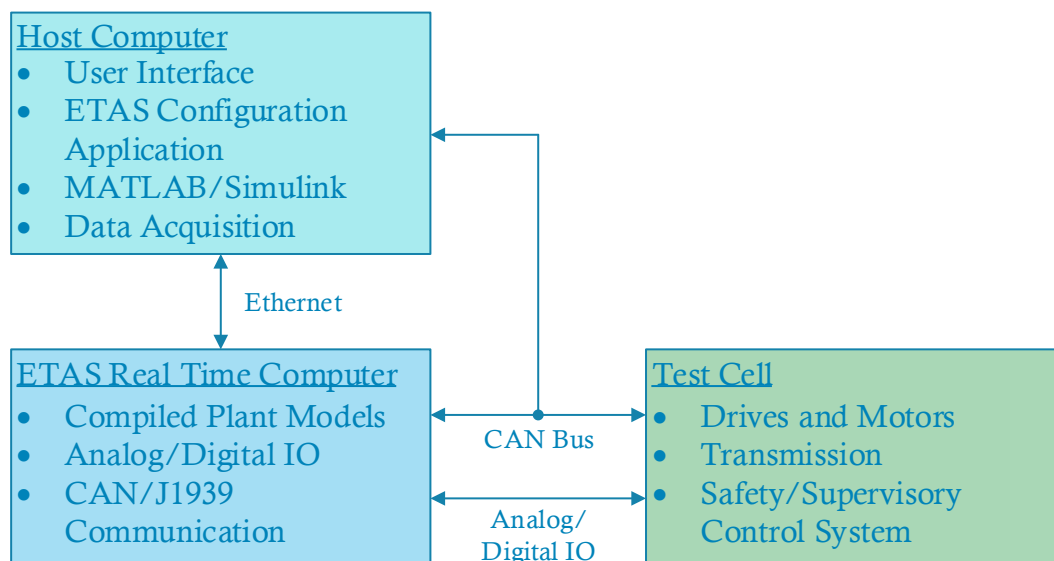 Host Computer
• User Interface
• ETAS Configuration
Application
• MATLAB/Simulink
• Data Acquisition
Ethernet
ETAS Real Time Computer
• Compiled Plant Models
• Analog/Digital IO
• CAN/J1939
Communication
CAN Bus
Analog/
Digital IO
Test Cell
• Drives and Motors
• Transmission
• Safety/Supervisory
Control System